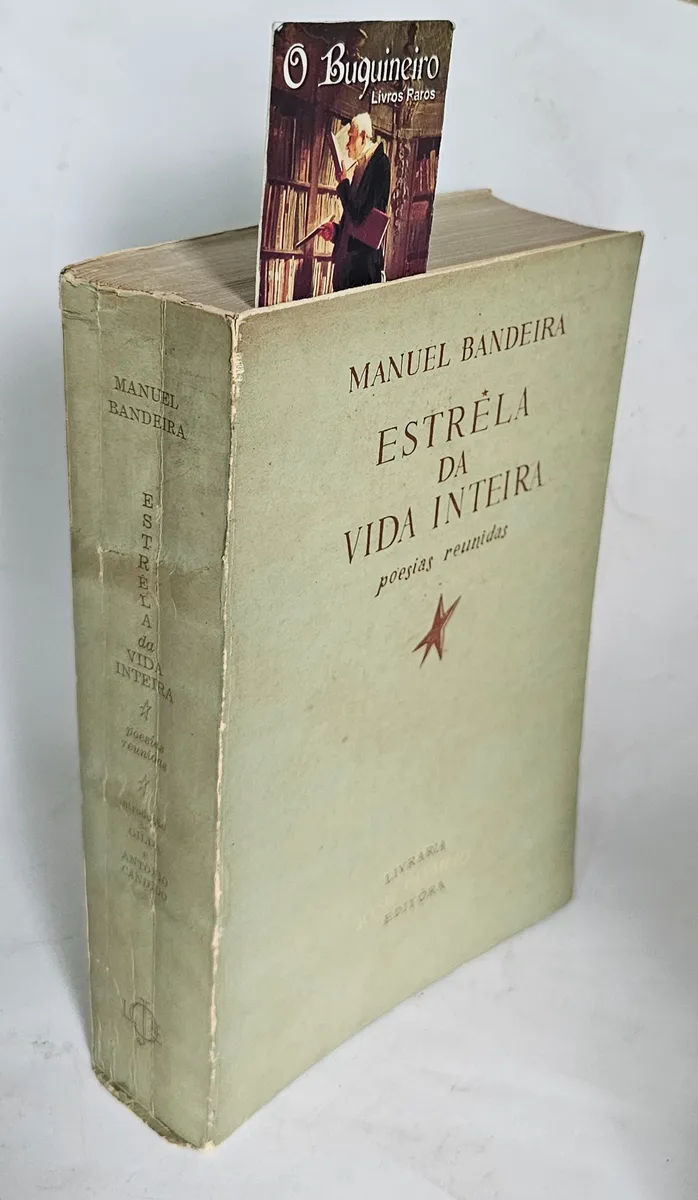 O Buquineiro
Livros Raros
MANUEL BANDEIRA
ESTRÊLA
DA
VIDA INTEIRA
poesias reunidas
LIVRARIA
EDITÔRA
MANUEL
BANDEIRA
ESTRÊLA
da
VIDA
INTEIRA
poesias
reunidas
GILDA
e
ANTONIO
CANDIDO